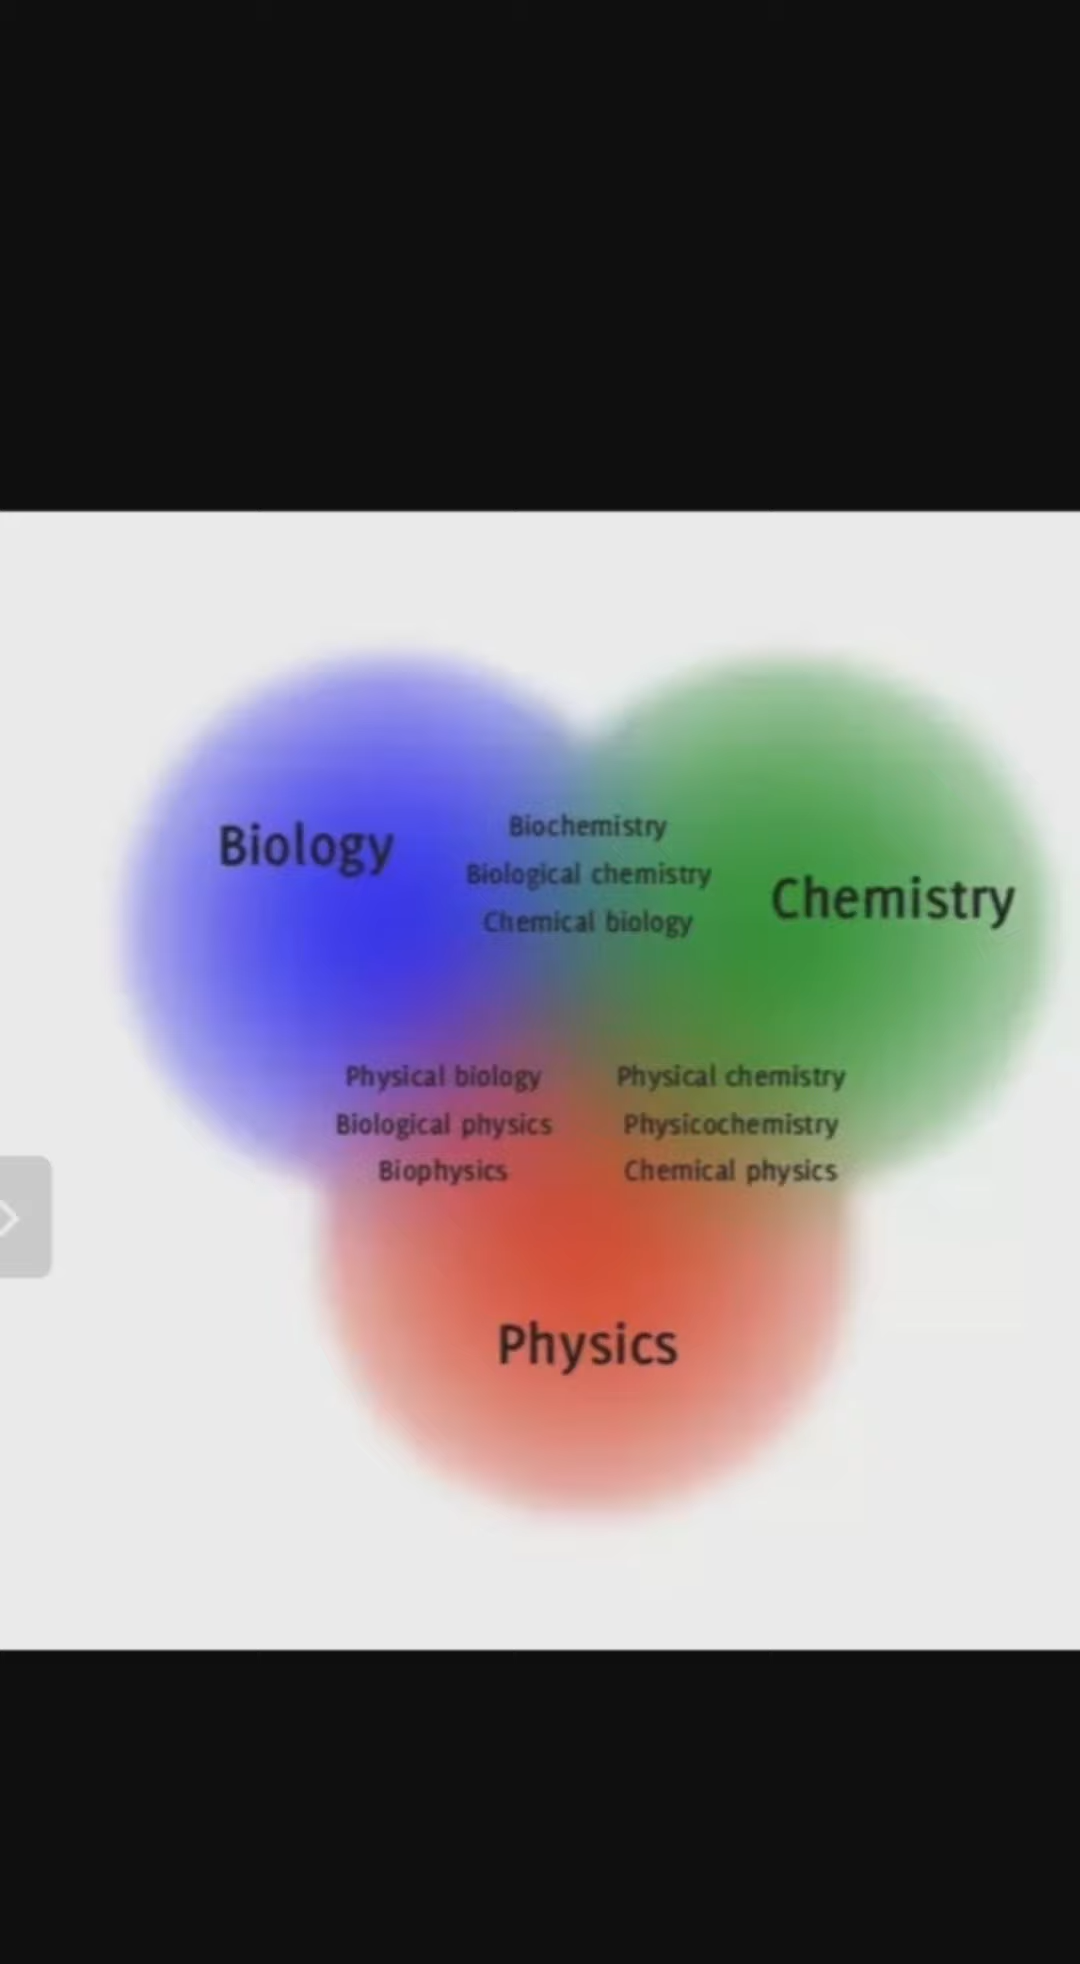 Biology
Biochemistry
Biological chemistry
Chemical biology
Chemistry
Physical biology
Biological physics
Biophysics
Physical chemistry
Physicochemistry
Chemical physics
Physics